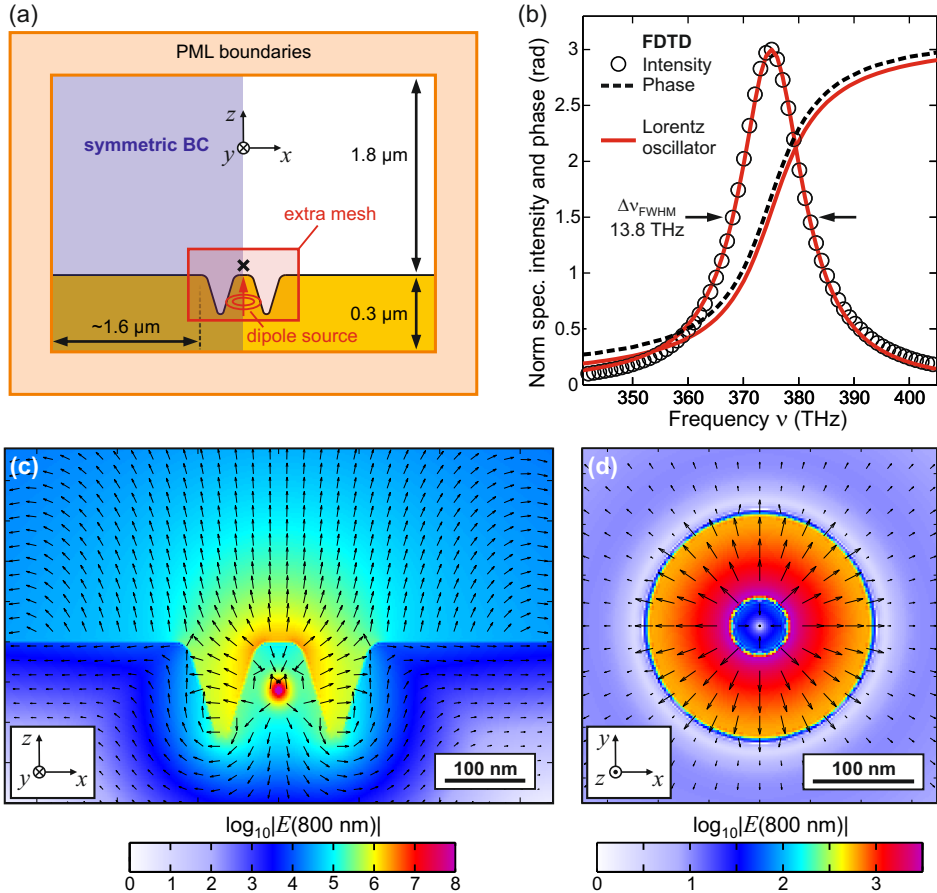 (a)
PML boundaries
symmetric BC
z
y
x
1.8 µm
extra mesh
~1.6 µm
dipole source
0.3 µm
(b)
Norm spec. intensity and phase (rad)
3
2.5
2
1.5
1
0.5
0
FDTD
Intensity
Phase
Lorentz
oscillator
ΔνFWHM
13.8 THz
350 360 370 380 390 400
Frequency ν (THz)
(c)
z
y
x
100 nm
log10|E(800 nm)|
0 1 2 3 4 5 6 7 8
(d)
y
z
x
100 nm
log10|E(800 nm)|
0 1 2 3